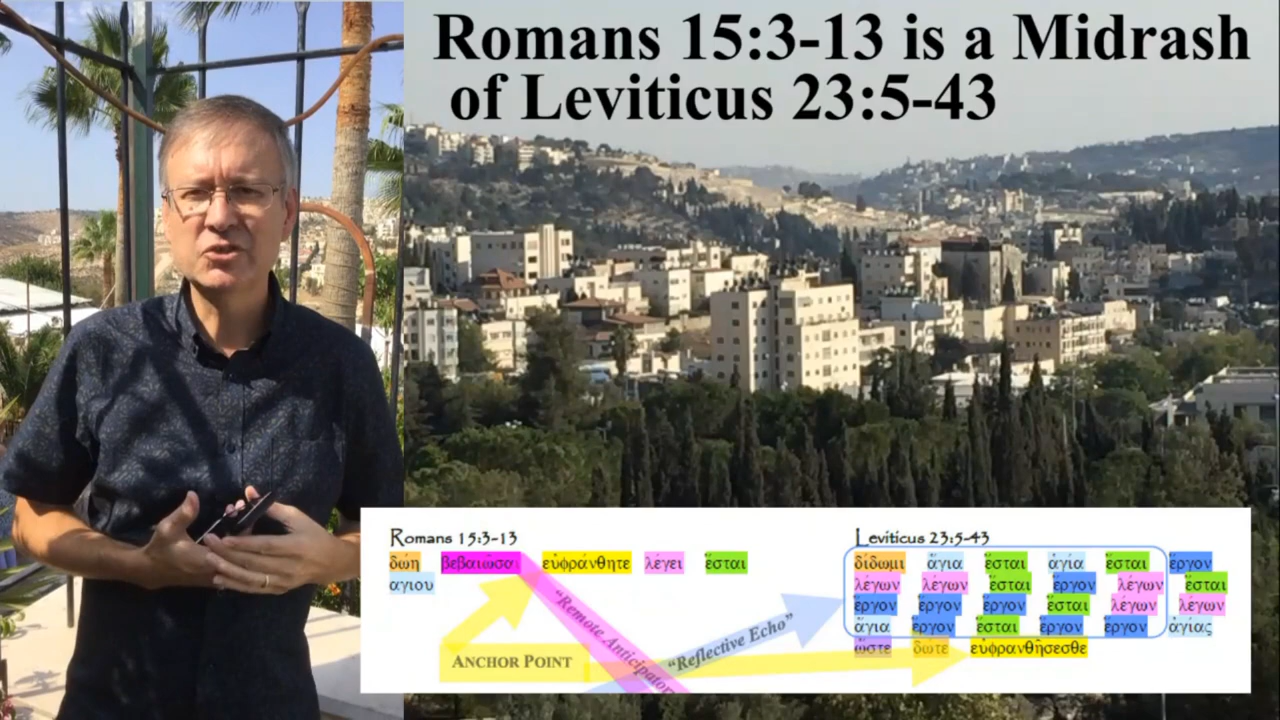 Romans 15:3-13 is a Midrash
of Leviticus 23:5-43
Romans 15:3-13
δώη βεβαιῶσαι εὐφράνθητε λέγει ἔσται
αγιου
ANCHOR POINT
“Remote Anticipator
“Reflective Echo”
Leviticus 23:5-43
δίδωμι ἅγια ἔσται ἁγία ἔσται ἔργον
λέγων λέγων ἔσται ἔργον λέγων ἔσται
ἔργον ἔργον ἔργον ἔσται λέγων λέγων
ἅγια ἔργον ἔσται ἔργον ἔργον ἁγίας
ὥστε δῶτε εὐφρανθήσεσθε